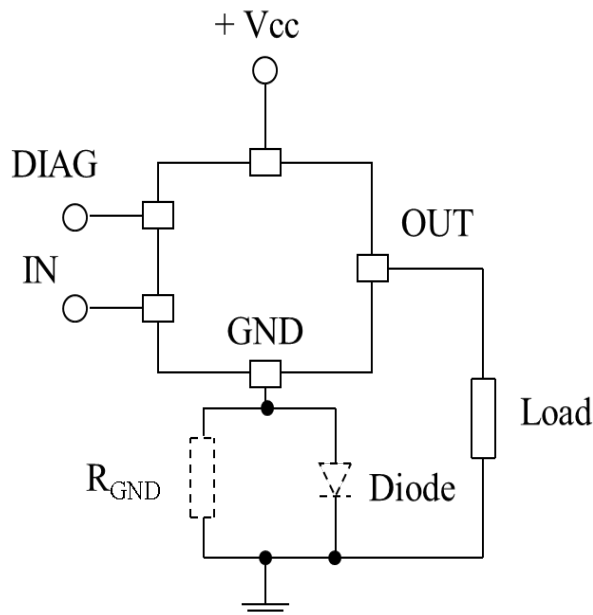 + Vcc
DIAG
OUT
IN
GND
Load
RGND
Diode